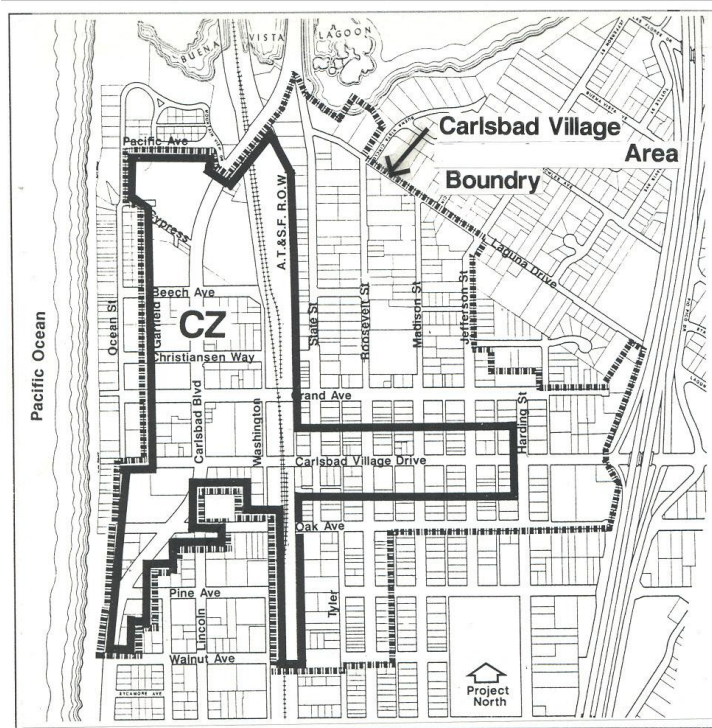 BUENA
VISTA
LAGOON
Carlsbad Village
Area
Boundry
Pacific Ave
A.T.&S.F. R.O.W.
Cypress
Laguna Drive
Pacific Ocean
Ocean St
Garfield
Beech Ave
CZ
Christiansen Way
State St
Roosevelt St
Madison St
Jefferson St
Grand Ave
Harding St
Carlsbad Blvd
Washington
Carlsbad Village Drive
Oak Ave
Pine Ave
Lincoln
Tyler
Walnut Ave
SYCAMORE AVE
Project
North